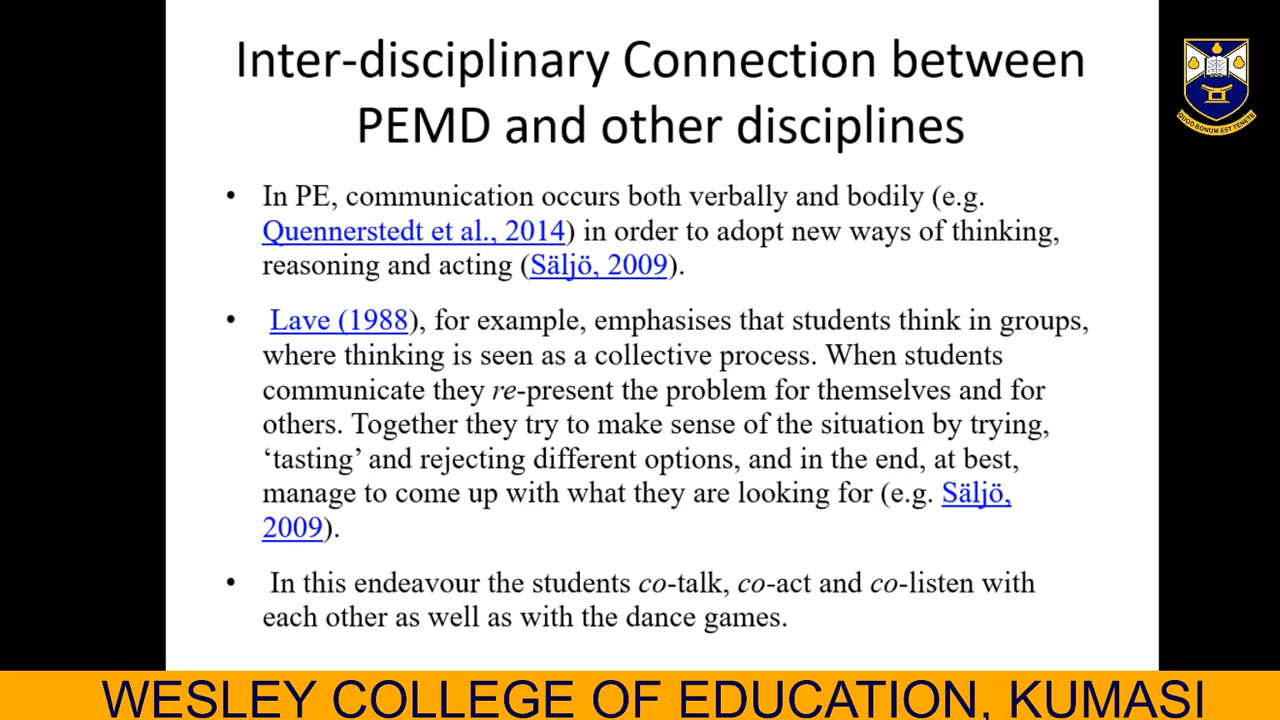 Inter-disciplinary Connection between
PEMD and other disciplines
• In PE, communication occurs both verbally and bodily (e.g.
Quennerstedt et al., 2014) in order to adopt new ways of thinking,
reasoning and acting (Säljö, 2009).
• Lave (1988), for example, emphasises that students think in groups,
where thinking is seen as a collective process. When students
communicate they re-present the problem for themselves and for
others. Together they try to make sense of the situation by trying,
‘tasting’ and rejecting different options, and in the end, at best,
manage to come up with what they are looking for (e.g. Säljö,
2009).
• In this endeavour the students co-talk, co-act and co-listen with
each other as well as with the dance games.
QUOD BONUM EST TENETE
WESLEY COLLEGE OF EDUCATION, KUMASI